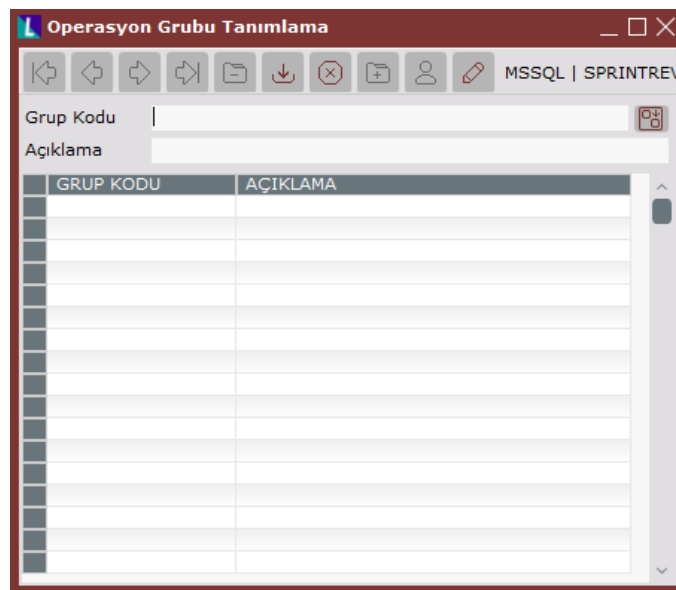 Operasyon Grubu Tanımlama
MSSQL | SPRINTREV
Grup Kodu
Açıklama
GRUP KODU AÇIKLAMA